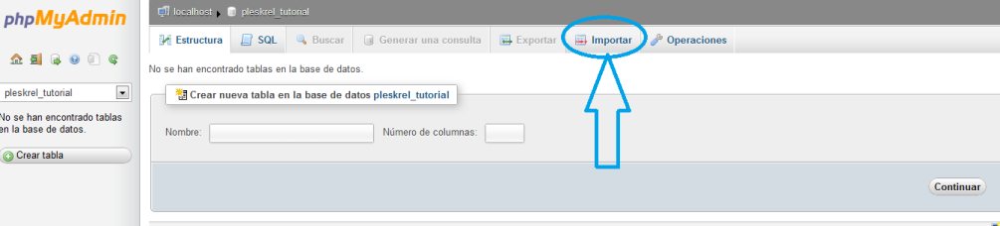 phpMyAdmin
localhost
pleskrel_tutorial
Estructura
SQL
Buscar
Generar una consulta
Exportar
Importar
Operaciones
No se han encontrado tablas en la base de datos.
Crear nueva tabla en la base de datos pleskrel_tutorial
Nombre:
Número de columnas:
Continuar
pleskrel_tutorial
No se han encontrado tablas
en la base de datos.
Crear tabla